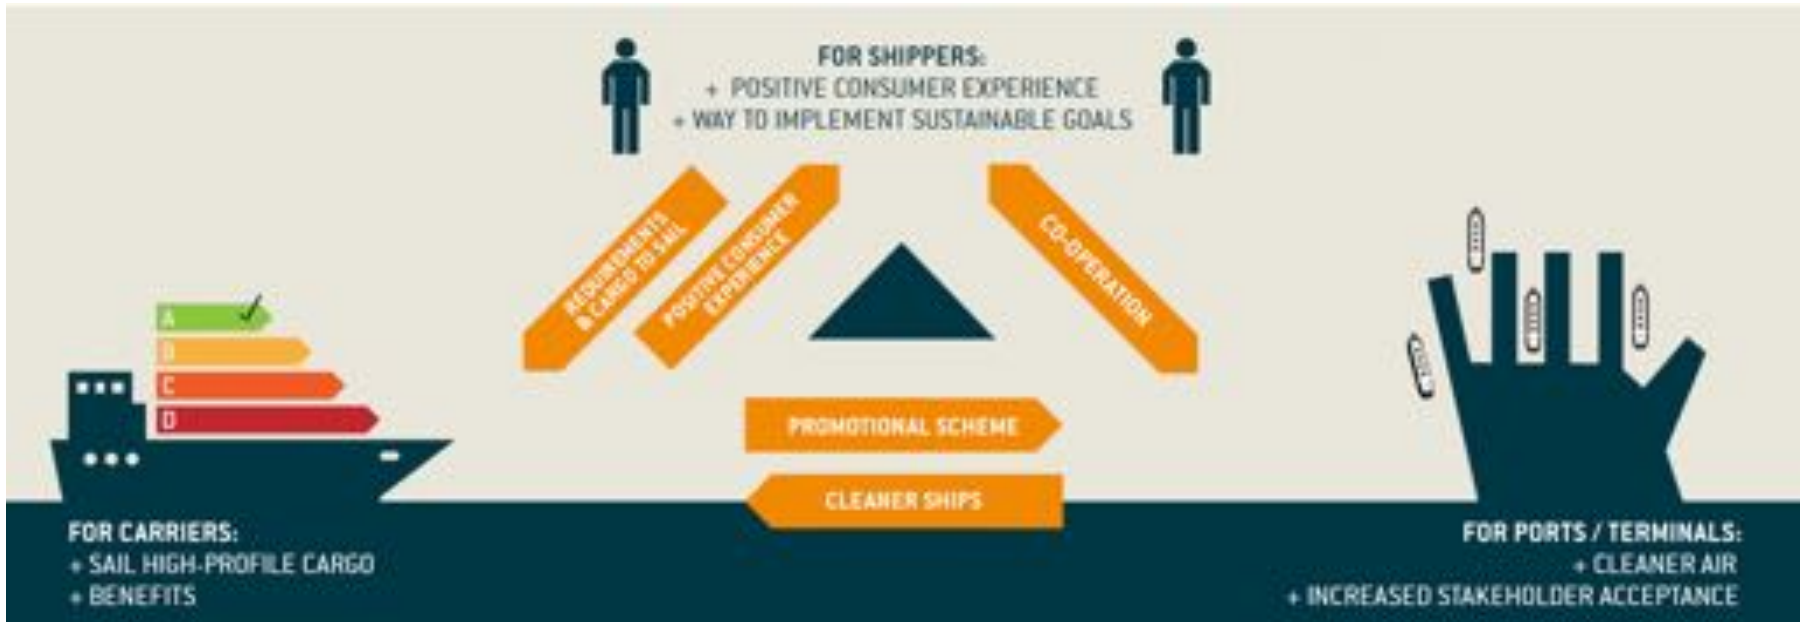 FOR SHIPPERS:
+ POSITIVE CONSUMER EXPERIENCE
+ WAY TO IMPLEMENT SUSTAINABLE GOALS
REQUIREMENTS
& CARGO TO SAIL
POSITIVE CONSUMER
EXPERIENCE
CO-OPERATION
A
B
C
D
PROMOTIONAL SCHEME
CLEANER SHIPS
FOR CARRIERS:
+ SAIL HIGH-PROFILE CARGO
+ BENEFITS
FOR PORTS / TERMINALS:
+ CLEANER AIR
+ INCREASED STAKEHOLDER ACCEPTANCE